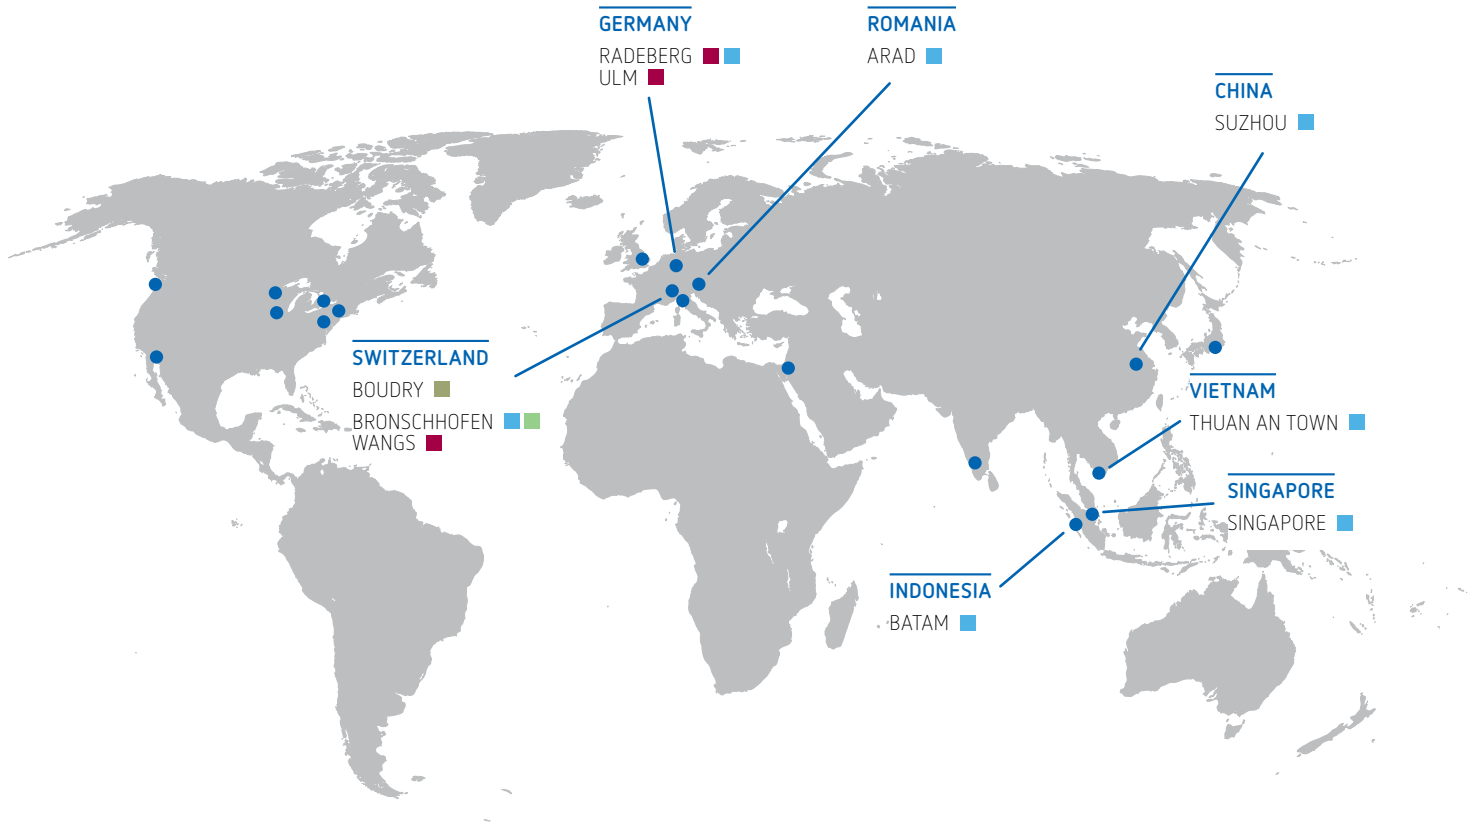 GERMANY
RADEBERG
ULM
ROMANIA
ARAD
CHINA
SUZHOU
SWITZERLAND
BOUDRY
BRONSCHHOFEN
WANGS
VIETNAM
THUAN AN TOWN
SINGAPORE
SINGAPORE
INDONESIA
BATAM